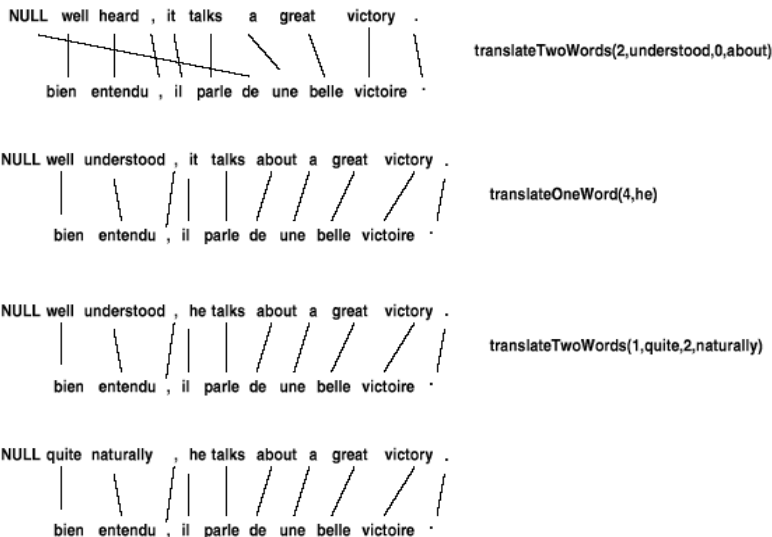 NULL well heard , it talks a great victory .
translateTwoWords(2,understood,0,about)
bien entendu , il parle de une belle victoire .
NULL well understood , it talks about a great victory .
translateOneWord(4,he)
bien entendu , il parle de une belle victoire .
NULL well understood , he talks about a great victory .
translateTwoWords(1,quite,2,naturally)
bien entendu , il parle de une belle victoire .
NULL quite naturally , he talks about a great victory .
bien entendu , il parle de une belle victoire .